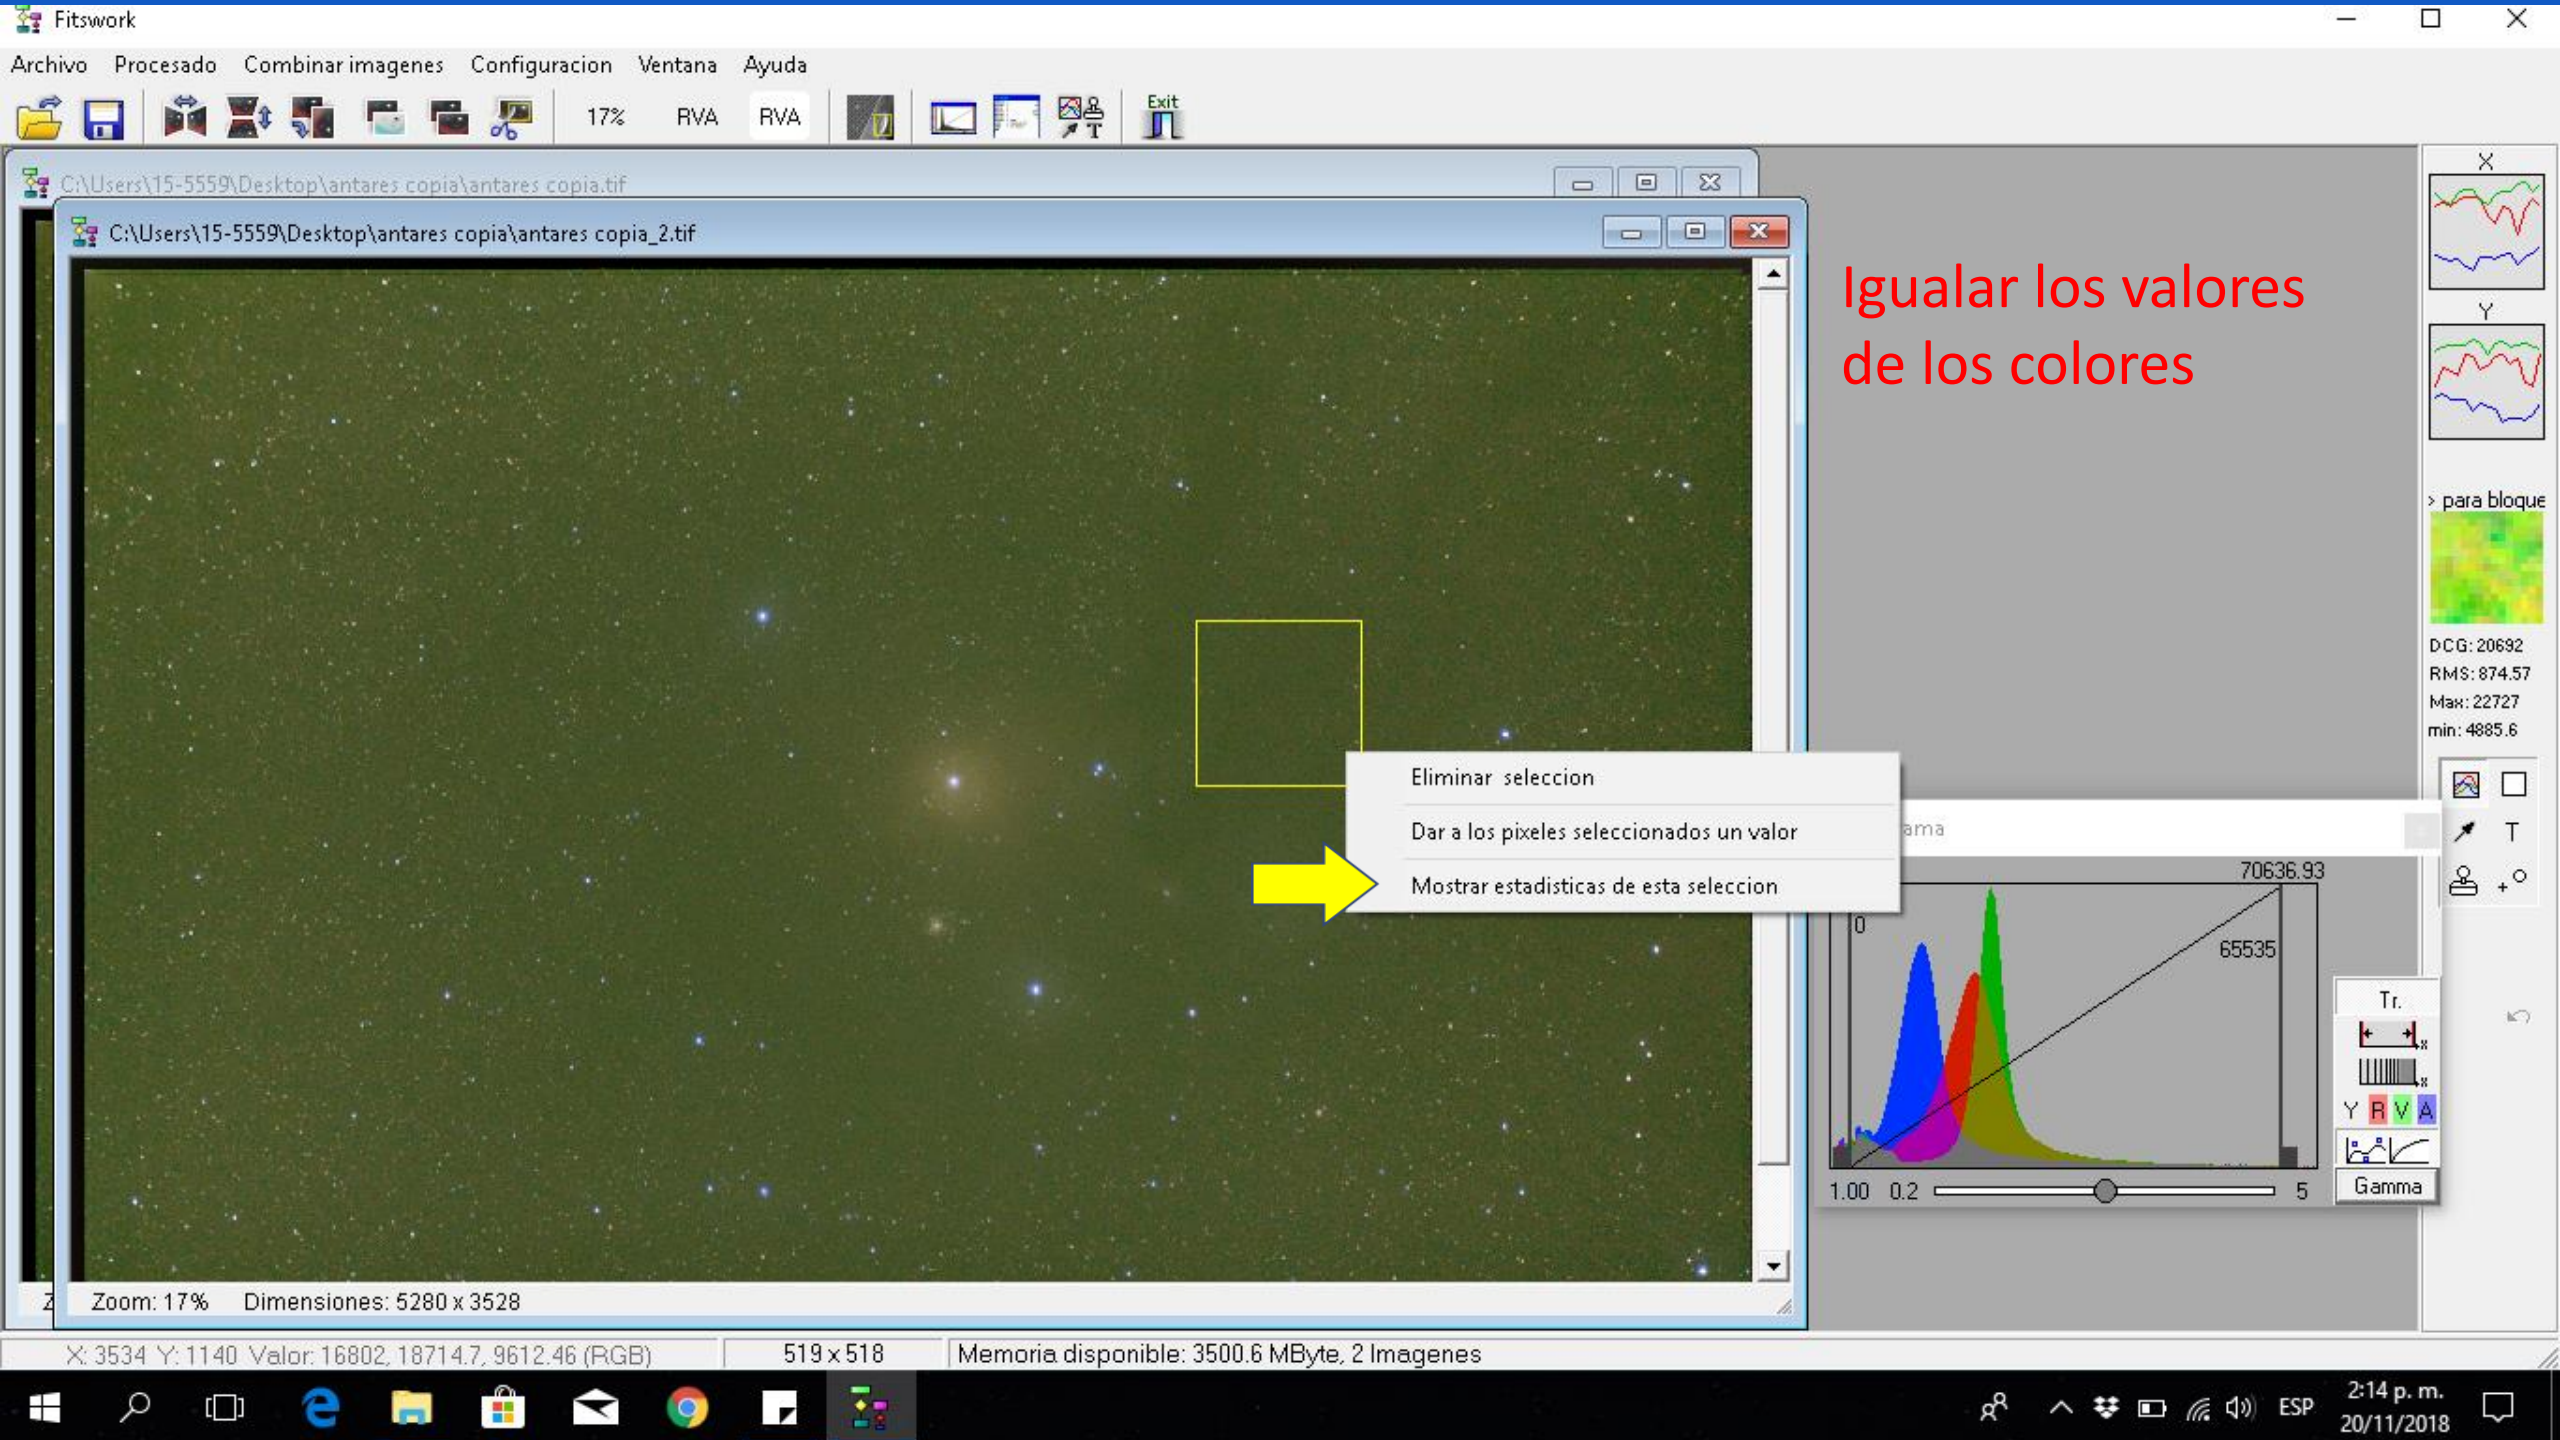 Fitswork
Archivo Procesado Combinar imagenes Configuracion Ventana Ayuda
17% RVA RVA Exit
C:\Users\15-5559\Desktop\antares copia\antares copia.tif
C:\Users\15-5559\Desktop\antares copia\antares copia_2.tif
Igualar los valores
de los colores
X
Y
> para bloque
DCG: 20692
RMS: 874.57
Max: 22727
min: 4885.6
T
Eliminar seleccion
Dar a los pixeles seleccionados un valor
Mostrar estadisticas de esta seleccion
ama
70636.93
0
65535
Tr.
Y R V A
1.00 0.2 5 Gamma
Zoom: 17% Dimensiones: 5280 x 3528
X: 3534 Y: 1140 Valor: 16802, 18714.7, 9612.46 (RGB) 519 x 518 Memoria disponible: 3500.6 MByte, 2 Imagenes
ESP
2:14 p. m.
20/11/2018